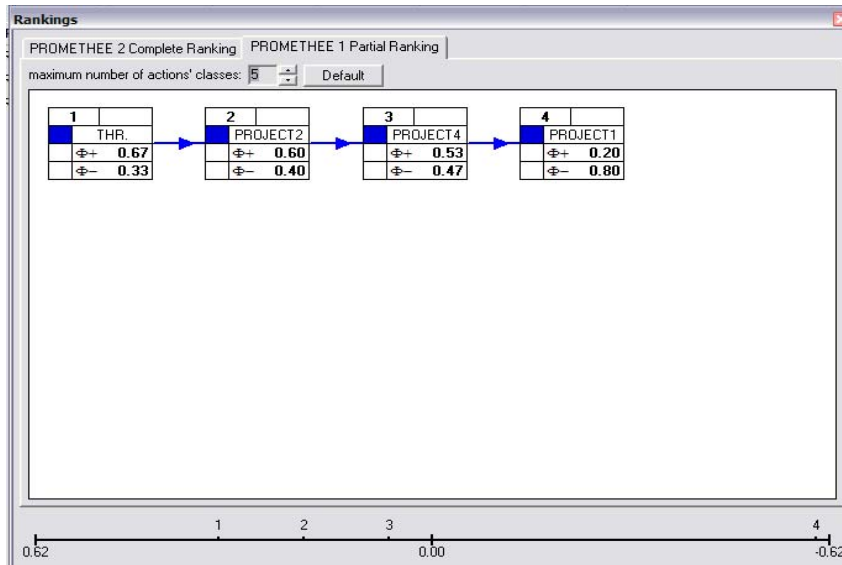 Rankings
PROMETHEE 2 Complete Ranking PROMETHEE 1 Partial Ranking
maximum number of actions' classes: 5 Default
1 2 3 4
THR. PROJECT2 PROJECT4 PROJECT1
Φ+ 0.67 Φ+ 0.60 Φ+ 0.53 Φ+ 0.20
Φ− 0.33 Φ− 0.40 Φ− 0.47 Φ− 0.80
1 2 3 4
0.62 0.00 -0.62